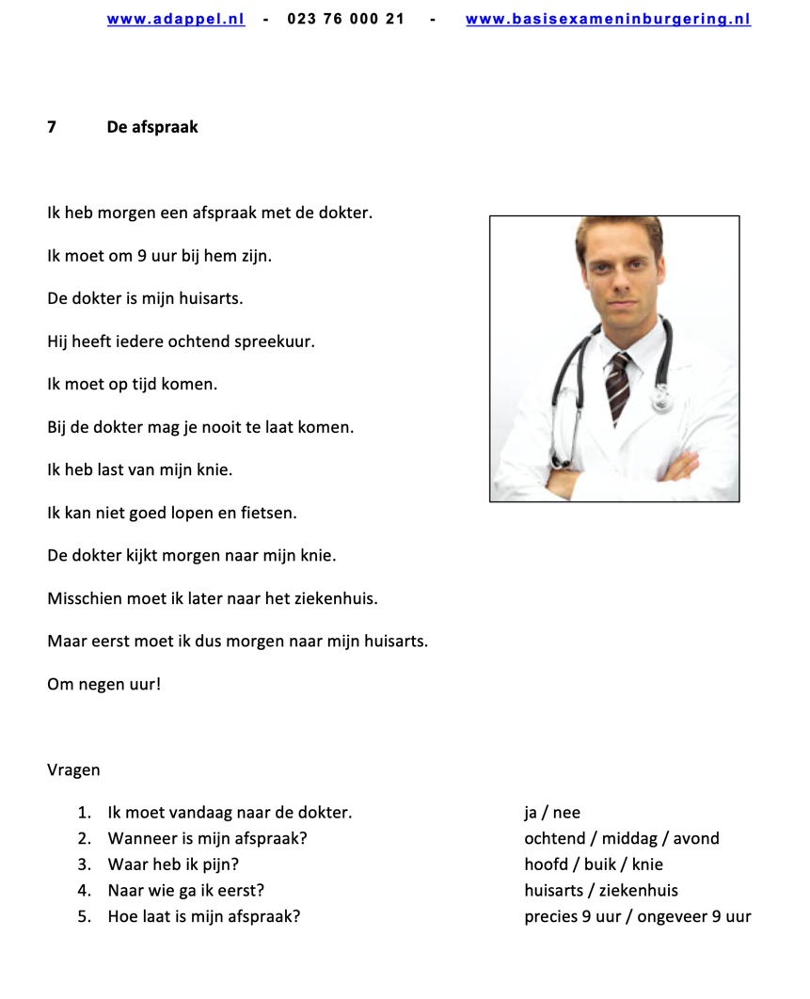 www.adappel.nl - 023 76 000 21 - www.basisexameninburgering.nl
7 De afspraak
Ik heb morgen een afspraak met de dokter.
Ik moet om 9 uur bij hem zijn.
De dokter is mijn huisarts.
Hij heeft iedere ochtend spreekuur.
Ik moet op tijd komen.
Bij de dokter mag je nooit te laat komen.
Ik heb last van mijn knie.
Ik kan niet goed lopen en fietsen.
De dokter kijkt morgen naar mijn knie.
Misschien moet ik later naar het ziekenhuis.
Maar eerst moet ik dus morgen naar mijn huisarts.
Om negen uur!
Vragen
1. Ik moet vandaag naar de dokter. ja / nee
2. Wanneer is mijn afspraak? ochtend / middag / avond
3. Waar heb ik pijn? hoofd / buik / knie
4. Naar wie ga ik eerst? huisarts / ziekenhuis
5. Hoe laat is mijn afspraak? precies 9 uur / ongeveer 9 uur